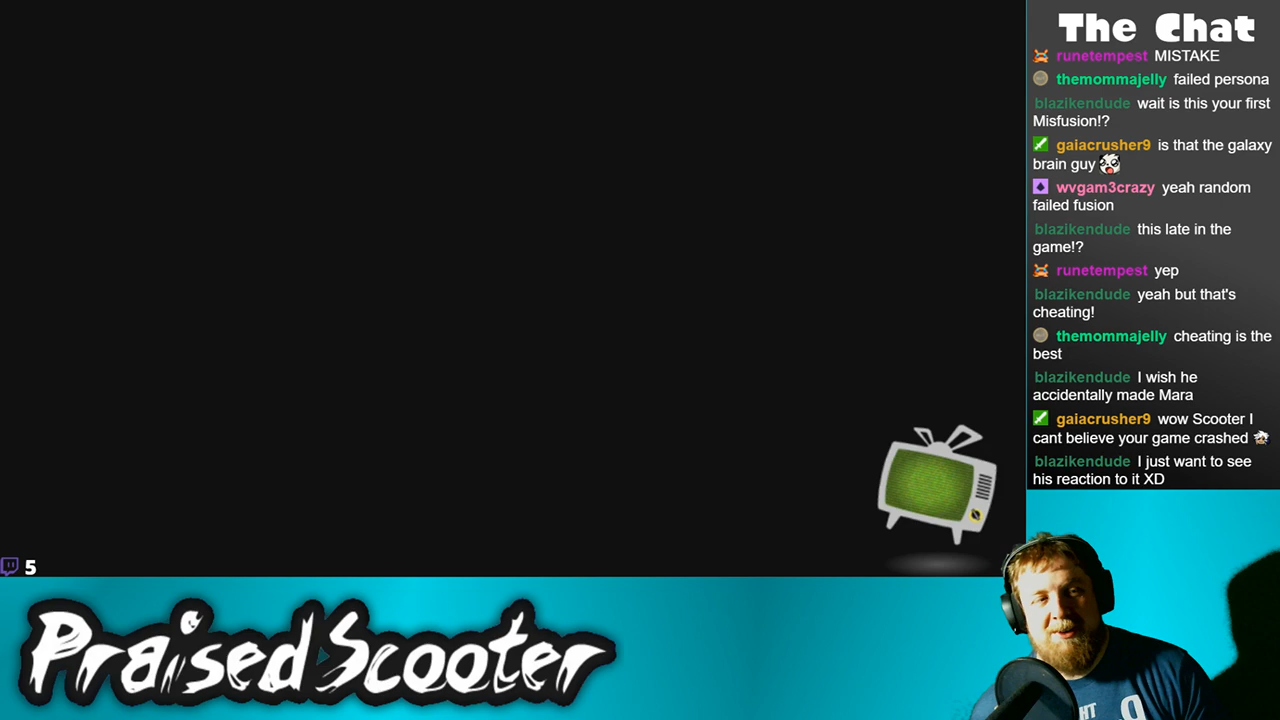 The Chat
runetempest MISTAKE
themommajelly failed persona
blazikendude wait is this your first
Misfusion!?
gaiacrusher9 is that the galaxy
brain guy
wvgam3crazy yeah random
failed fusion
blazikendude this late in the
game!?
runetempest yep
blazikendude yeah but that's
cheating!
themommajelly cheating is the
best
blazikendude I wish he
accidentally made Mara
gaiacrusher9 wow Scooter I
cant believe your game crashed
blazikendude I just want to see
his reaction to it XD
5
PraisedScooter